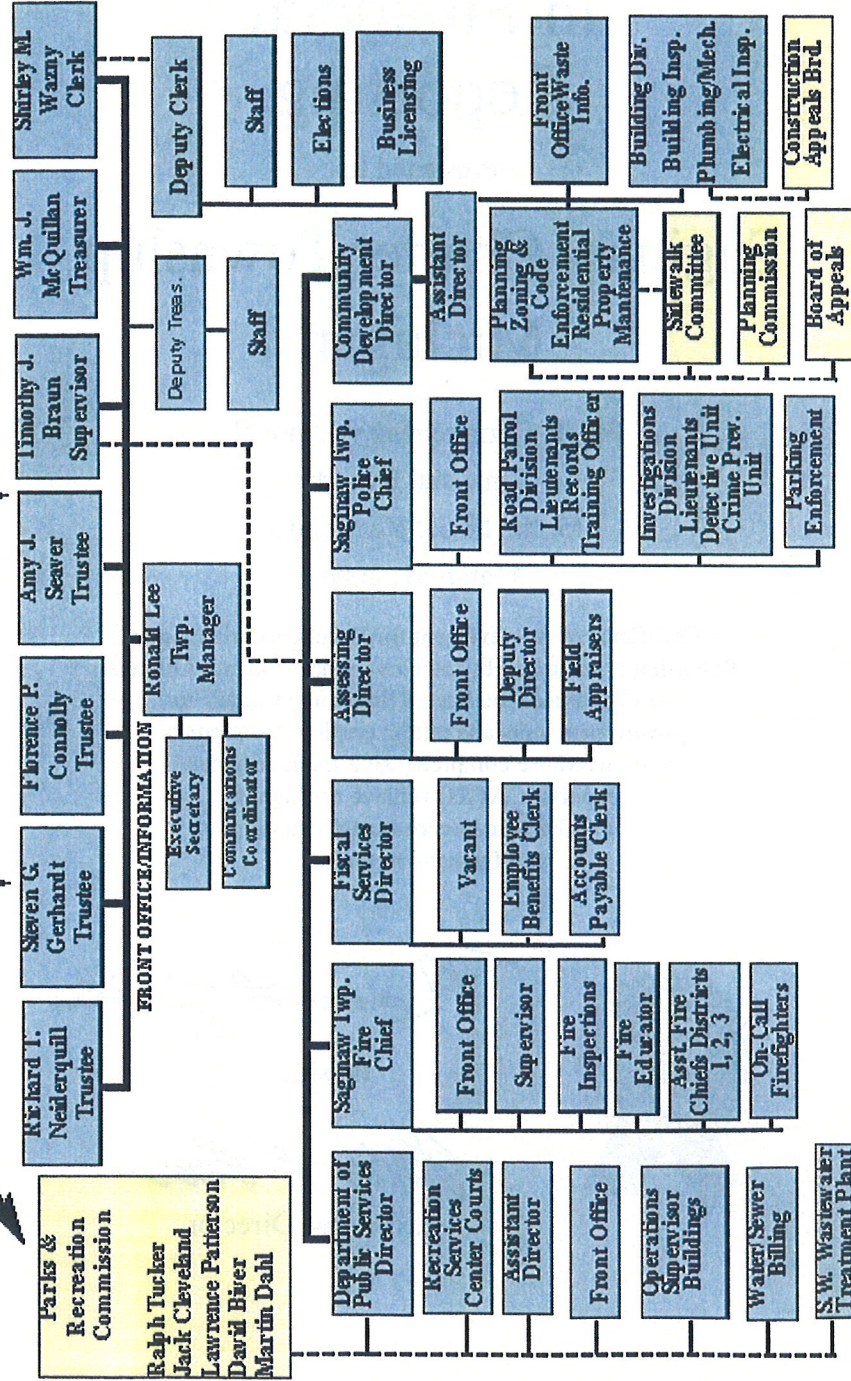 Parks &
Recreation
Commission
Ralph Tucker
Jack Cleveland
Lawrence Patterson
David Biver
Martin Dahl
Richard T.
Neiderquill
Trustee
Steven G.
Gerhardt
Trustee
Florence P.
Connolly
Trustee
Amy J.
Seaver
Trustee
Timothy J.
Braun
Supervisor
Wm. J.
McQuillan
Treasurer
Shirley M.
Wazny
Clerk
FRONT OFFICE/INFORMATION
Ronald Lee
Twp.
Manager
Executive
Secretary
Communications
Coordinator
Deputy Treas.
Staff
Deputy Clerk
Staff
Elections
Business
Licensing
Department of
Public Services
Director
Recreation
Services
Center Courts
Assistant
Director
Front Office
Operations
Supervisor
Buildings
Water/Sewer
Billing
S.W. Wastewater
Treatment Plant
Saginaw Twp.
Fire
Chief
Front Office
Supervisor
Fire
Inspections
Fire
Educator
Asst. Fire
Chiefs Districts
1, 2, 3
On-Call
Firefighters
Fiscal
Services
Director
Vacant
Employee
Benefits Clerk
Accounts
Payable Clerk
Assessing
Director
Front Office
Deputy
Director
Field
Appraisers
Saginaw Twp.
Police
Chief
Front Office
Road Patrol
Division
Lieutenants
Records
Training Officer
Investigations
Division
Lieutenants
Detective Unit
Crime Prev.
Unit
Parking
Enforcement
Community
Development
Director
Assistant
Director
Planning
Zoning &
Code
Enforcement
Residential
Property
Maintenance
Sidewalk
Committee
Planning
Commission
Board of
Appeals
Front
Office Waste
Info.
Building Div.
Building Insp.
Plumbing/Mech.
Electrical Insp.
Construction
Appeals Brd.